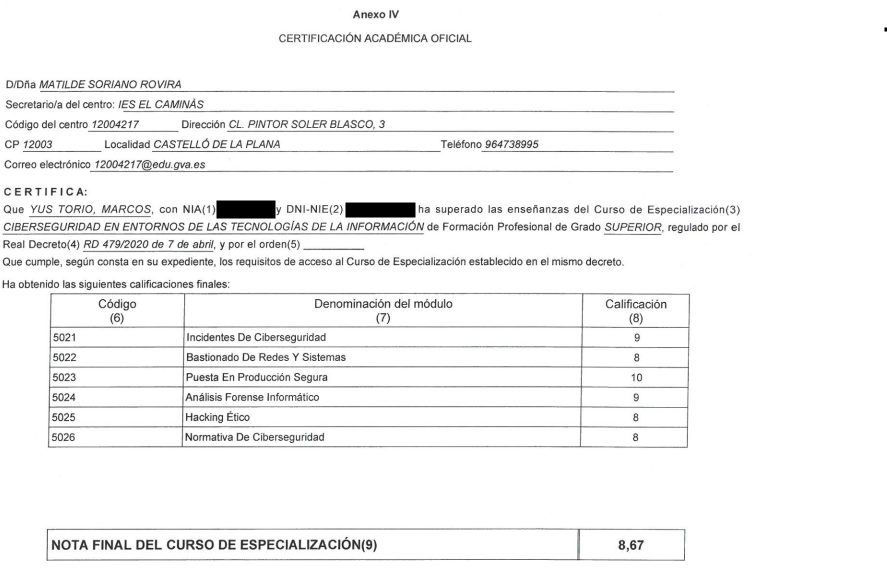 Anexo IV
CERTIFICACIÓN ACADÉMICA OFICIAL
D/Dña MATILDE SORIANO ROVIRA
Secretario/a del centro: IES EL CAMINÀS
Código del centro 12004217 Dirección CL. PINTOR SOLER BLASCO, 3
CP 12003 Localidad CASTELLÓ DE LA PLANA Teléfono 964738995
Correo electrónico 12004217@edu.gva.es
CERTIFICA:
Que YUS TORIO, MARCOS, con NIA(1) y DNI-NIE(2) ha superado las enseñanzas del Curso de Especialización(3)
CIBERSEGURIDAD EN ENTORNOS DE LAS TECNOLOGÍAS DE LA INFORMACIÓN de Formación Profesional de Grado SUPERIOR, regulado por el
Real Decreto(4) RD 479/2020 de 7 de abril, y por el orden(5)
Que cumple, según consta en su expediente, los requisitos de acceso al Curso de Especialización establecido en el mismo decreto.
Ha obtenido las siguientes calificaciones finales:
Código Denominación del módulo Calificación
(6) (7) (8)
5021 Incidentes De Ciberseguridad 9
5022 Bastionado De Redes Y Sistemas 8
5023 Puesta En Producción Segura 10
5024 Análisis Forense Informático 9
5025 Hacking Ético 8
5026 Normativa De Ciberseguridad 8
NOTA FINAL DEL CURSO DE ESPECIALIZACIÓN(9) 8,67